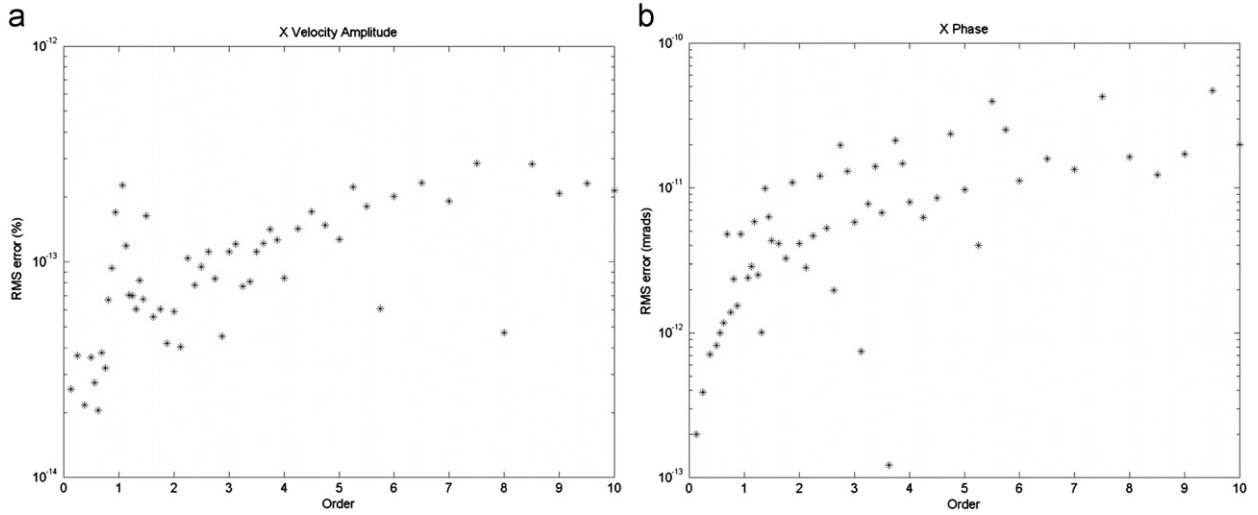 a
X Velocity Amplitude
10⁻¹²
10⁻¹³
10⁻¹⁴
RMS error (%)
0 1 2 3 4 5 6 7 8 9 10
Order
b
X Phase
10⁻¹⁰
10⁻¹¹
10⁻¹²
10⁻¹³
RMS error (mrads)
0 1 2 3 4 5 6 7 8 9 10
Order